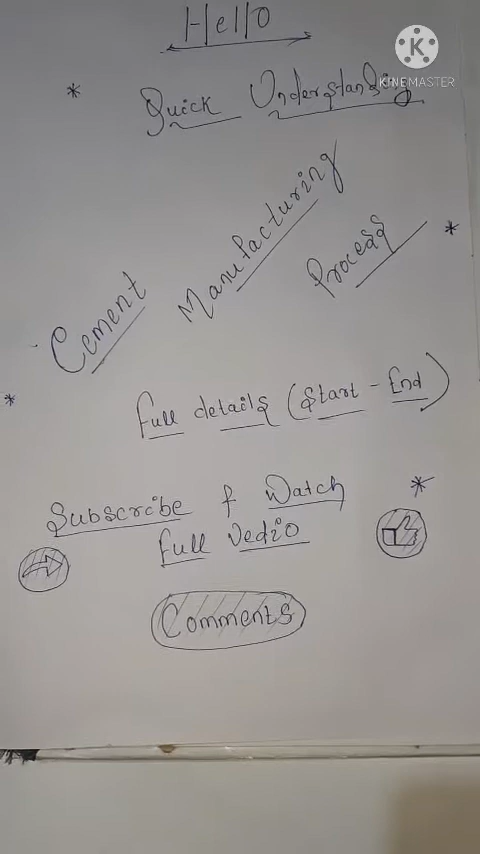 Hello
KINEMASTER
* Quick Understanding
Cement Manufacturing Process *
* Full details (Start - End)
Subscribe & Watch *
Full Vedio
Comments